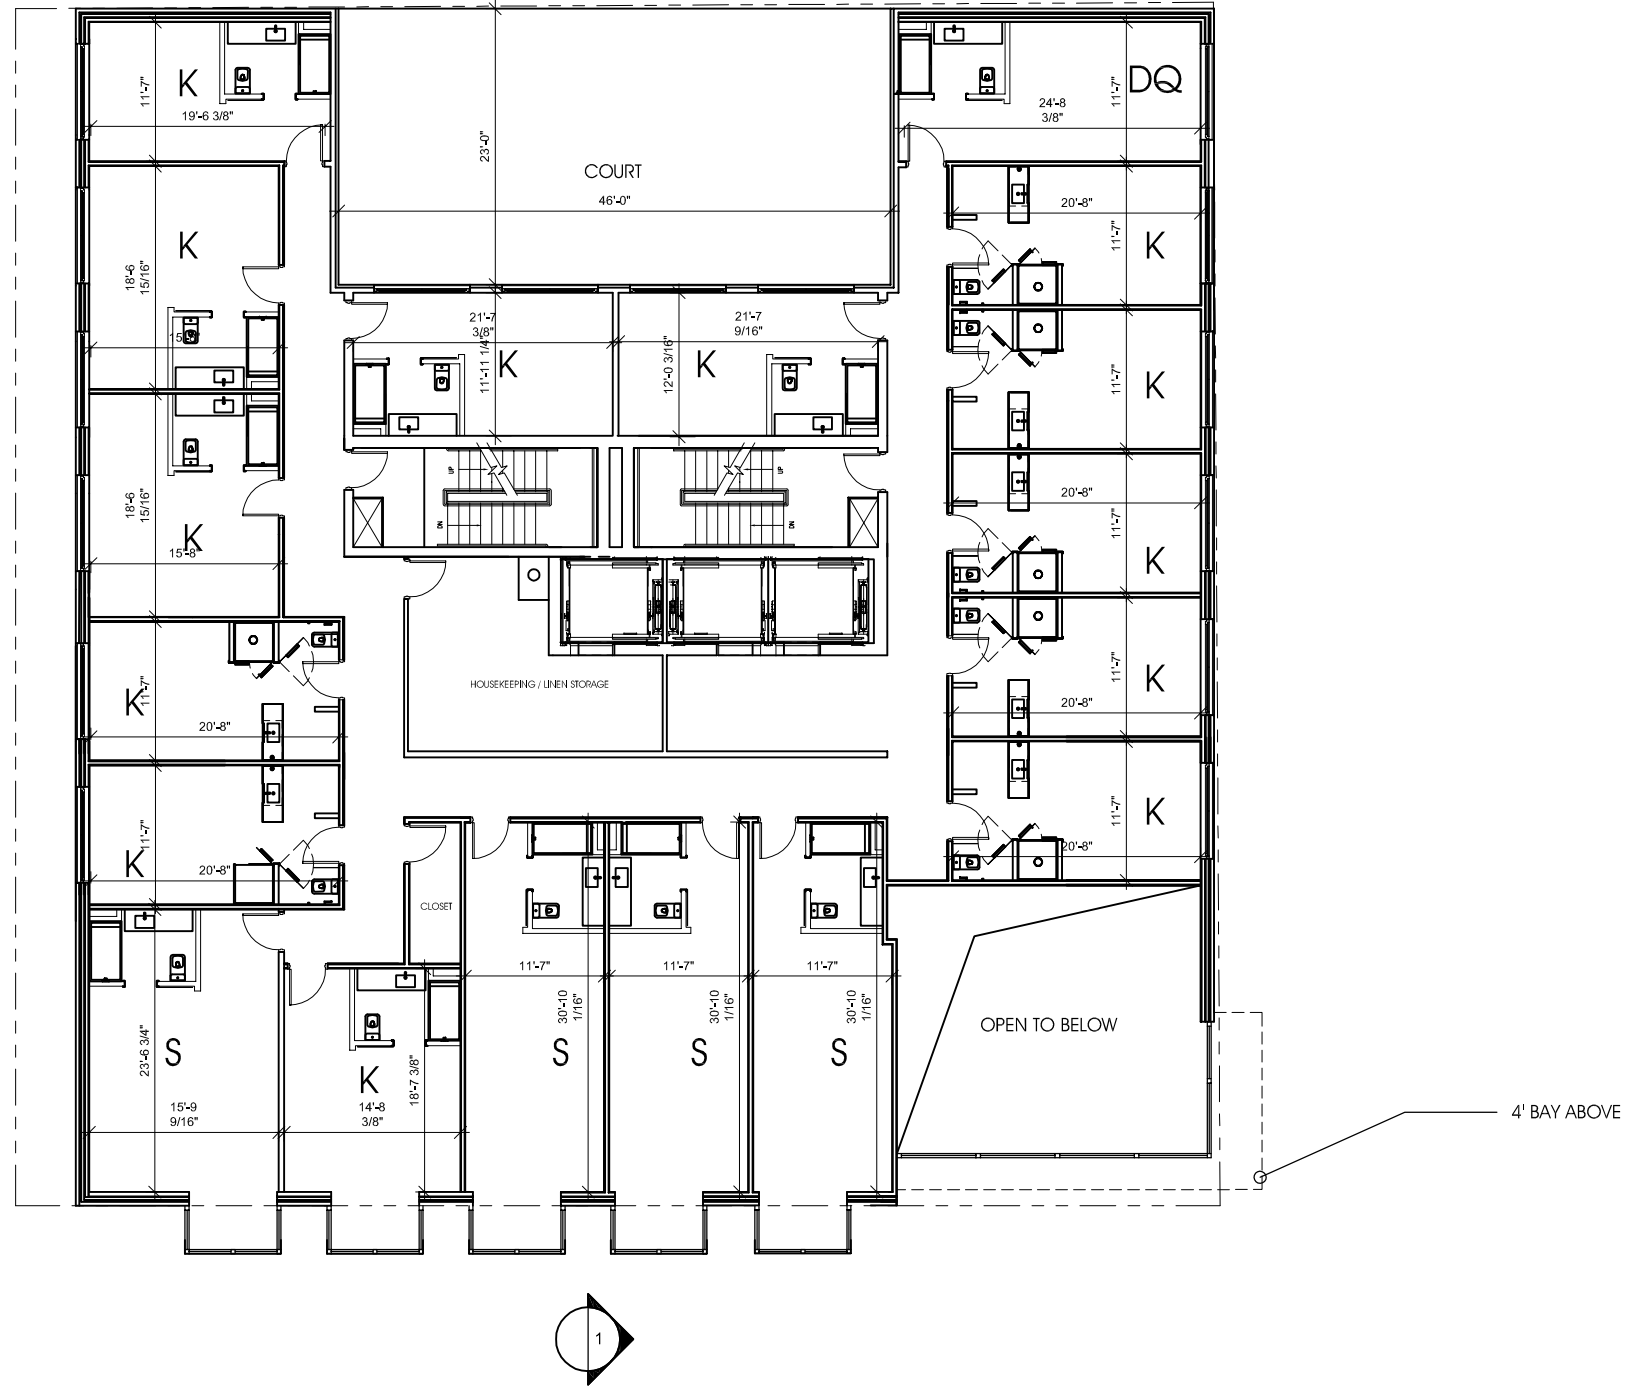 K
11'-7"
19'-6 3/8"
23'-0"
COURT
46'-0"
DQ
11'-7"
24'-8
3/8"
K
18'-6
15/16"
K
18'-6
15/16"
15'-8"
K
11'-7"
20'-8"
K
11'-7"
20'-8"
21'-7
3/8"
11'-11 1/4"
K
21'-7
9/16"
12'-0 3/16"
K
UP
DN
UP
DN
HOUSEKEEPING / LINEN STORAGE
20'-8"
11'-7"
K
11'-7"
K
20'-8"
11'-7"
K
11'-7"
K
20'-8"
11'-7"
K
20'-8"
CLOSET
S
23'-6 3/4"
15'-9
9/16"
K
18'-7 3/8"
14'-8
3/8"
11'-7"
30'-10
1/16"
S
11'-7"
30'-10
1/16"
S
11'-7"
30'-10
1/16"
S
OPEN TO BELOW
4' BAY ABOVE
1